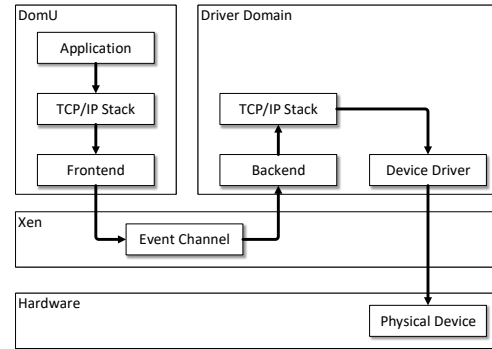 DomU
Application
TCP/IP Stack
Frontend
Driver Domain
TCP/IP Stack
Backend
Device Driver
Xen
Event Channel
Hardware
Physical Device